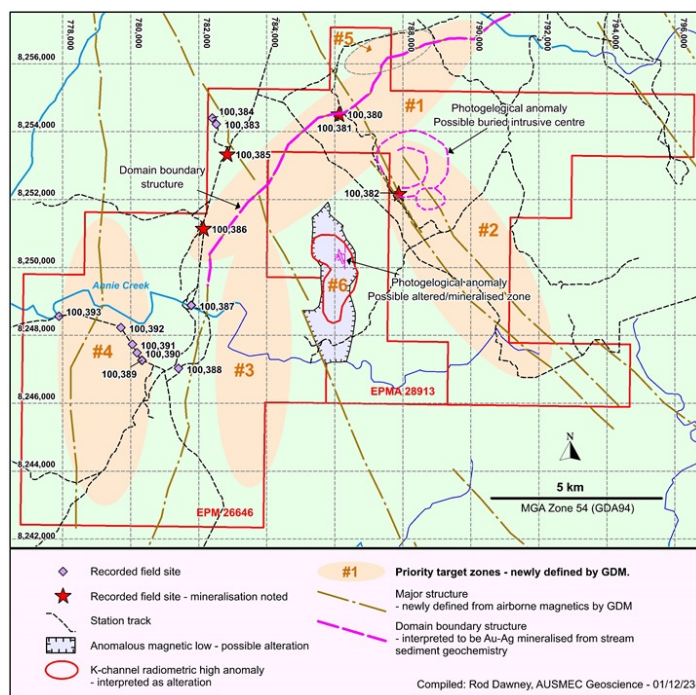 778,000
780,000
782,000
784,000
788,000
790,000
792,000
794,000
796,000
8,256,000
8,254,000
8,252,000
8,250,000
8,248,000
8,246,000
8,244,000
8,242,000
#5
#1
100,384
100,383
100,380
100,381
Photogeological anomaly
Possible buried intrusive centre
100,385
Domain boundary
structure
100,382
100,386
#2
Photogelogical-anomaly
Possible altered/mineralised zone
#6
Annie Creek
100,387
100,393
100,392
100,391
100,390
100,389
100,388
#4
#3
EPMA 28913
EPM 26646
N
5 km
MGA Zone 54 (GDA94)
Recorded field site
Recorded field site - mineralisation noted
Station track
Anomalous magnetic low - possible alteration
K-channel radiometric high anomaly
- interpreted as alteration
#1
Priority target zones - newly defined by GDM.
Major structure
- newly defined from airborne magnetics by GDM
Domain boundary structure
- interpreted to be Au-Ag mineralised from stream
sediment geochemistry
Compiled: Rod Dawney, AUSMEC Geoscience - 01/12/23